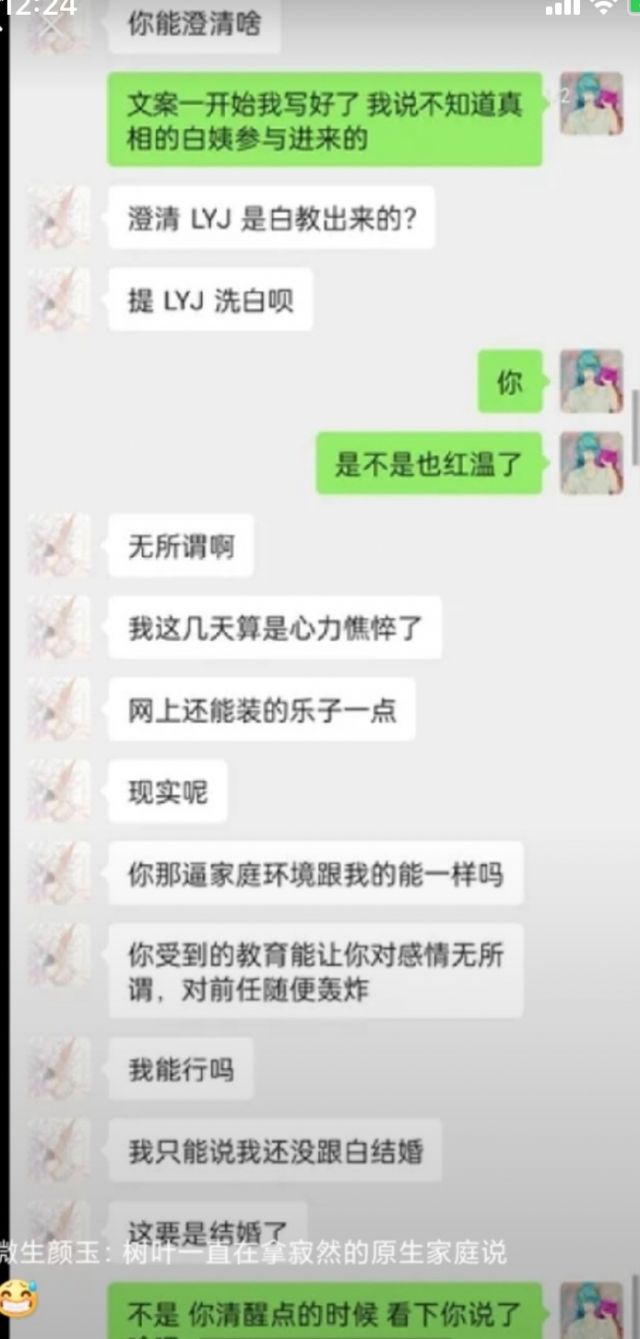 12:24
你能澄清啥
文案一开始我写好了 我说不知道真
相的白姨参与进来的
澄清 LYJ 是白教出来的?
提 LYJ 洗白呗
你
是不是也红温了
无所谓啊
我这几天算是心力憔悴了
网上还能装的乐子一点
现实呢
你那逼家庭环境跟我的能一样吗
你受到的教育能让你对感情无所
谓，对前任随便轰炸
我能行吗
我只能说我还没跟白结婚
这要是结婚了
微生颜玉: 树叶一直在拿寂然的原生家庭说
不是 你清醒点的时候 看下你说了